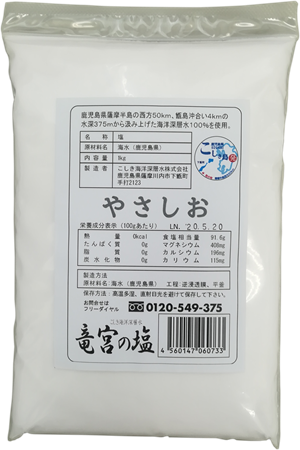 鹿児島県薩摩半島の西方50km、甑島沖合い4kmの
水深375mから汲み上げた海洋深層水100%を使用。
こしき
名称 塩
原材料名 海水（鹿児島県）
内容量 1kg
製造者 こしき海洋深層水株式会社
鹿児島県薩摩川内市下甑町
手打2123
やさしお
栄養成分表示（100gあたり） LN. '20.5.20
熱量 0kcal 食塩相当量 91.6g
たんぱく質 0g マグネシウム 408mg
脂質 0g カルシウム 196mg
炭水化物 0g カリウム 115mg
製造方法
原材料名：海水（鹿児島県） 工程：逆浸透膜、平釜
保存方法：高温多湿、直射日光を避けて保存して下さい。
お問合せは
フリーダイヤル 0120-549-375
竜宮の塩
4 560147 060733